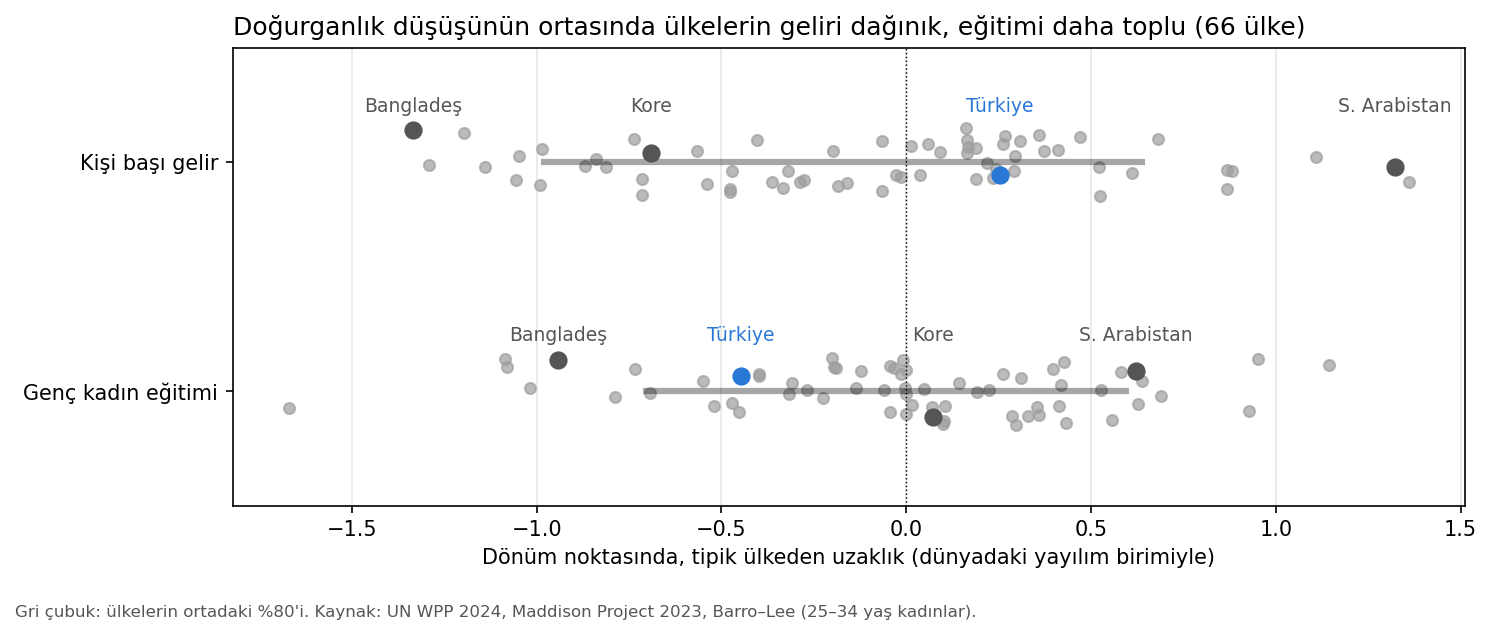 Doğurganlık düşüşünün ortasında ülkelerin geliri dağınık, eğitimi daha toplu (66 ülke)
Bangladeş Kore Türkiye S. Arabistan
Kişi başı gelir
Bangladeş Türkiye Kore S. Arabistan
Genç kadın eğitimi
−1.5 −1.0 −0.5 0.0 0.5 1.0 1.5
Dönüm noktasında, tipik ülkeden uzaklık (dünyadaki yayılım birimiyle)
Gri çubuk: ülkelerin ortadaki %80'i. Kaynak: UN WPP 2024, Maddison Project 2023, Barro–Lee (25–34 yaş kadınlar).